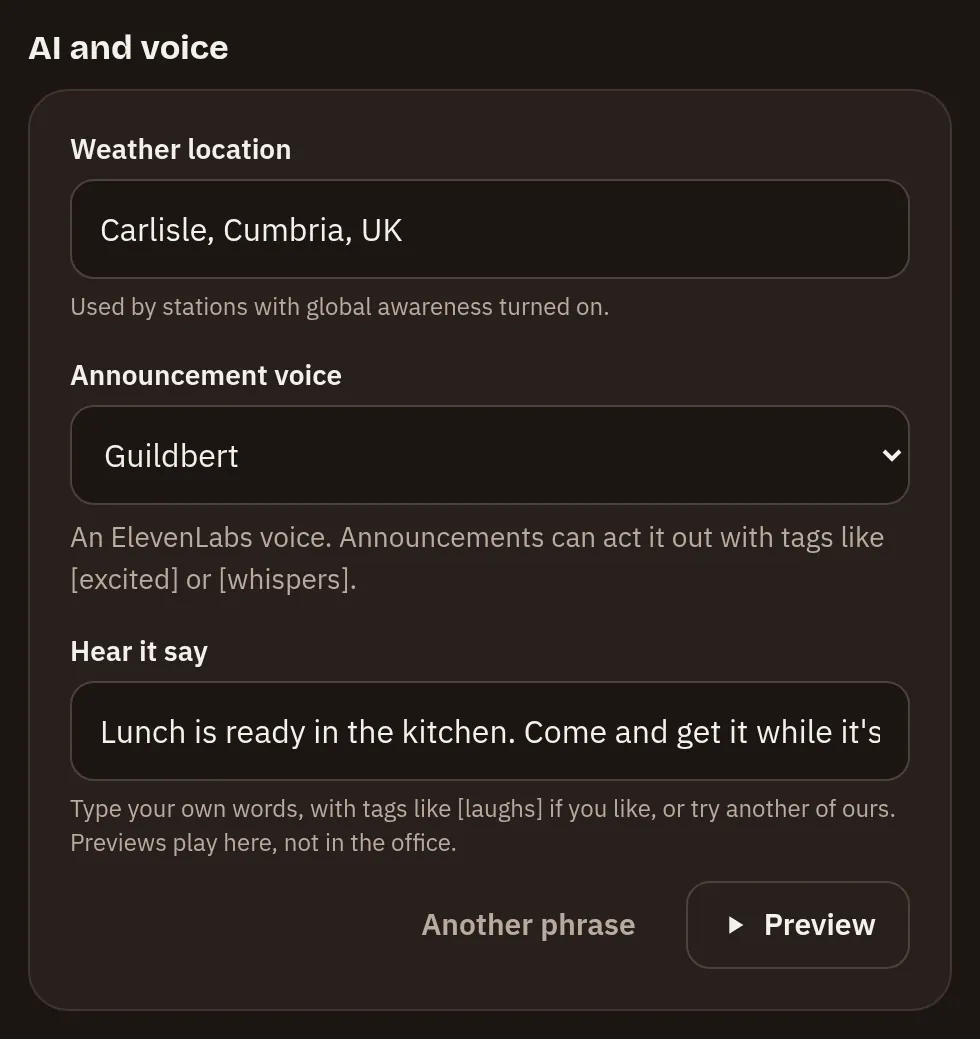 AI and voice
Weather location
Carlisle, Cumbria, UK
Used by stations with global awareness turned on.
Announcement voice
Guildbert
An ElevenLabs voice. Announcements can act it out with tags like
[excited] or [whispers].
Hear it say
Lunch is ready in the kitchen. Come and get it while it's
Type your own words, with tags like [laughs] if you like, or try another of ours.
Previews play here, not in the office.
Another phrase
Preview